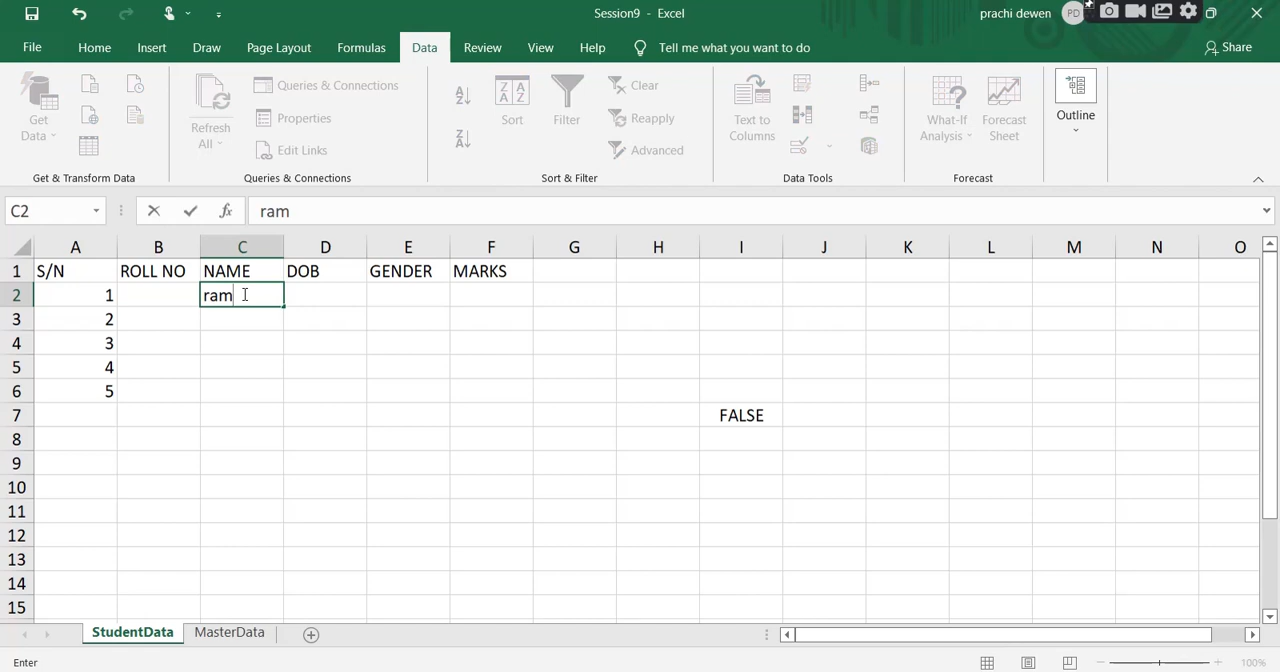 Session9 - Excel
prachi dewen PD
File Home Insert Draw Page Layout Formulas Data Review View Help Tell me what you want to do Share
Get Data
Refresh All
Queries & Connections
Properties
Edit Links
Sort
Filter
Clear
Reapply
Advanced
Text to Columns
What-If Analysis
Forecast Sheet
Outline
Get & Transform Data Queries & Connections Sort & Filter Data Tools Forecast
C2 fx ram
A B C D E F G H I J K L M N O
1 S/N ROLL NO NAME DOB GENDER MARKS
2 1 ram
3 2
4 3
5 4
6 5
7 FALSE
8
9
10
11
12
13
14
15
StudentData MasterData
Enter 100%